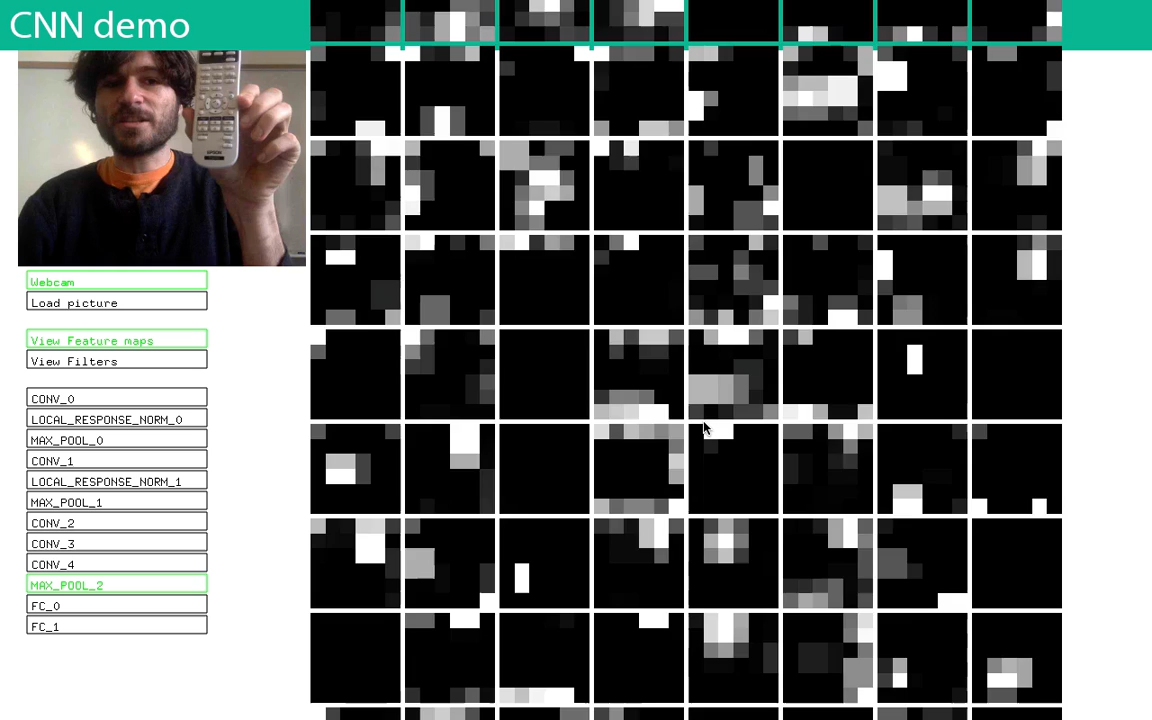 CNN demo
EPSON
Webcam
Load picture
View Feature maps
View Filters
CONV_0
LOCAL_RESPONSE_NORM_0
MAX_POOL_0
CONV_1
LOCAL_RESPONSE_NORM_1
MAX_POOL_1
CONV_2
CONV_3
CONV_4
MAX_POOL_2
FC_0
FC_1